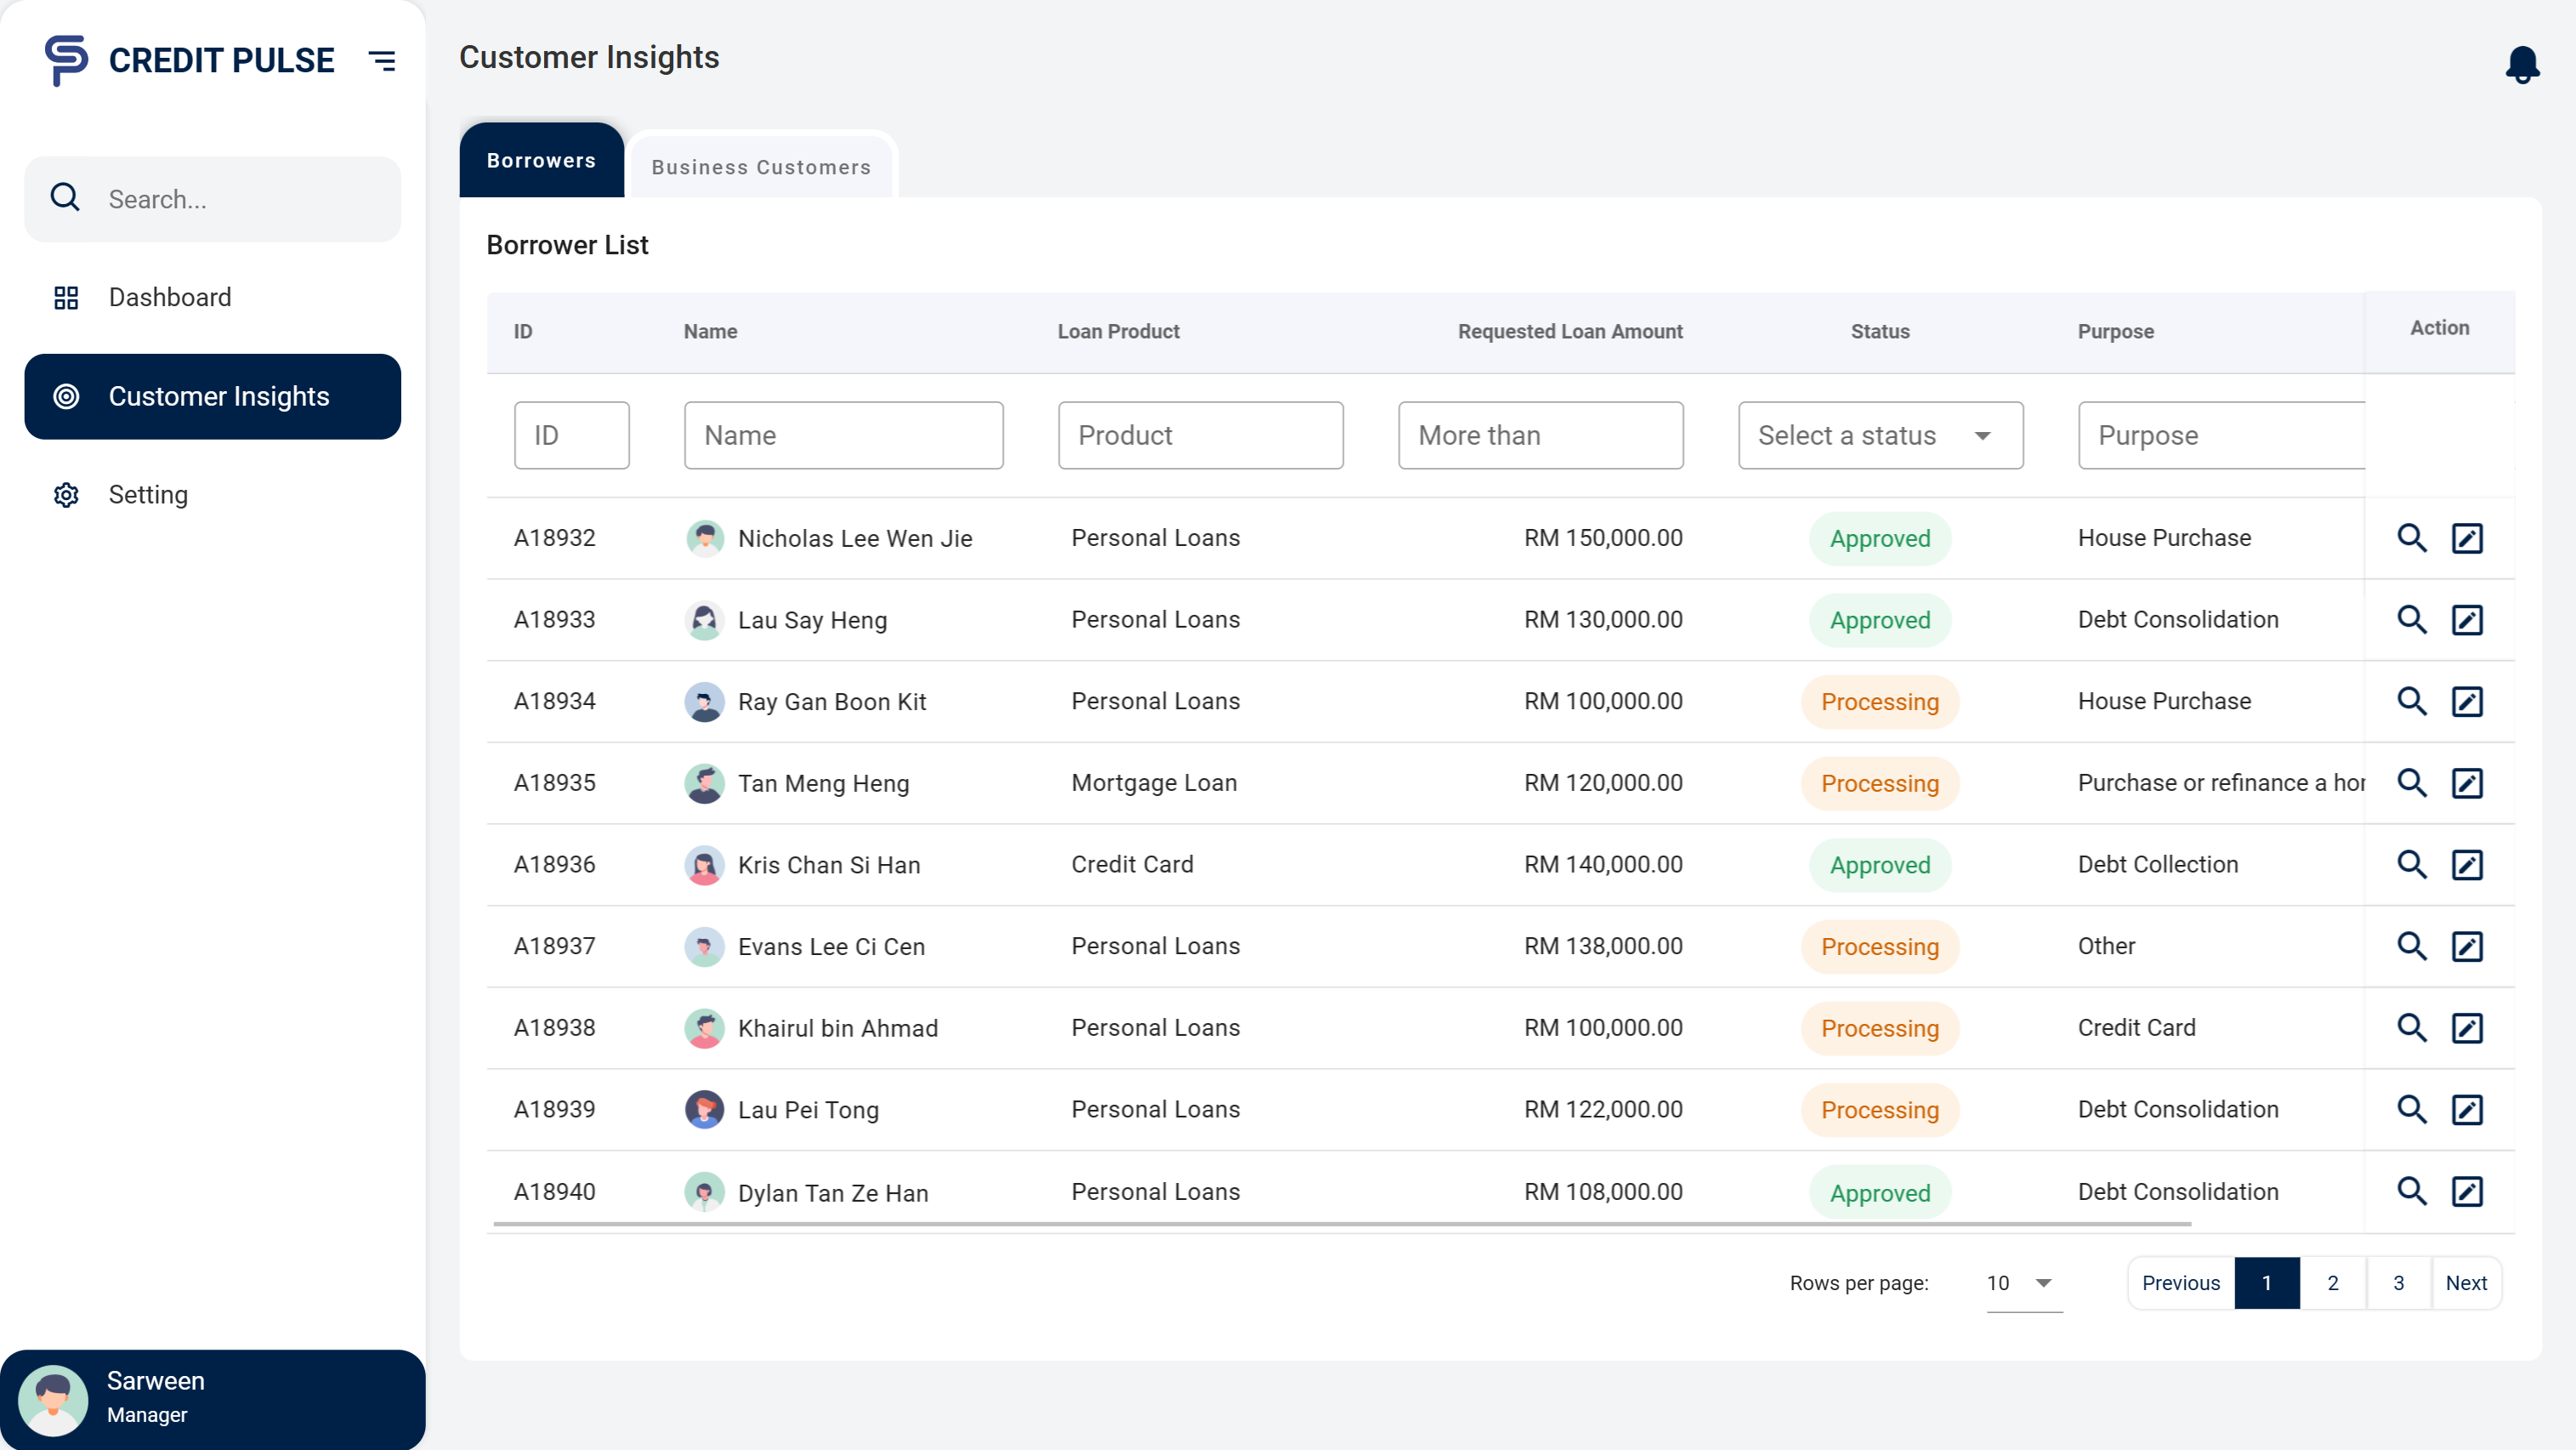 CREDIT PULSE
Search...
Dashboard
Customer Insights
Setting
Sarween
Manager
Customer Insights
Borrowers
Business Customers
Borrower List
ID Name Loan Product Requested Loan Amount Status Purpose Action
ID Name Product More than Select a status Purpose
A18932 Nicholas Lee Wen Jie Personal Loans RM 150,000.00 Approved House Purchase
A18933 Lau Say Heng Personal Loans RM 130,000.00 Approved Debt Consolidation
A18934 Ray Gan Boon Kit Personal Loans RM 100,000.00 Processing House Purchase
A18935 Tan Meng Heng Mortgage Loan RM 120,000.00 Processing Purchase or refinance a
A18936 Kris Chan Si Han Credit Card RM 140,000.00 Approved Debt Collection
A18937 Evans Lee Ci Cen Personal Loans RM 138,000.00 Processing Other
A18938 Khairul bin Ahmad Personal Loans RM 100,000.00 Processing Credit Card
A18939 Lau Pei Tong Personal Loans RM 122,000.00 Processing Debt Consolidation
A18940 Dylan Tan Ze Han Personal Loans RM 108,000.00 Approved Debt Consolidation
Rows per page: 10 Previous 1 2 3 Next